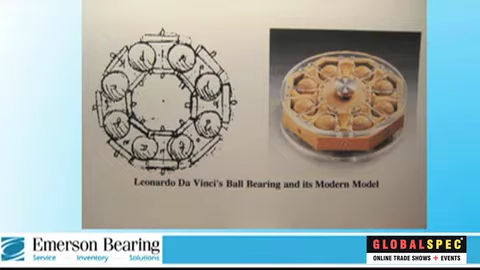 Leonardo Da Vinci's Ball Bearing and its Modern Model
Emerson Bearing
Service Inventory Solutions
GLOBALSPEC
ONLINE TRADE SHOWS + EVENTS